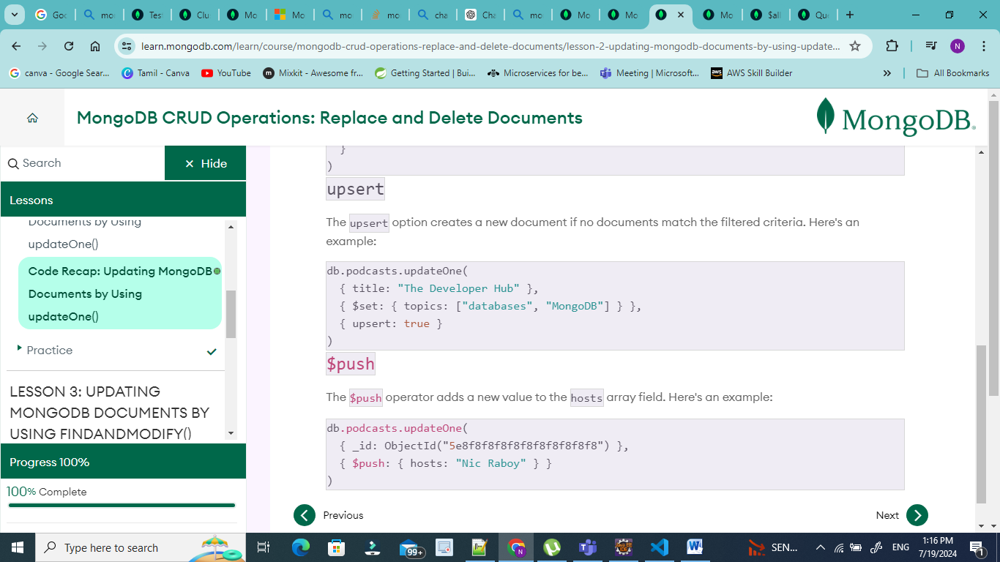 Goo
mon
Test
Clu
Mo
Mo
mo
mo
cha
Cha
mo
Mo
Mo
Mo
$all
Que
learn.mongodb.com/learn/course/mongodb-crud-operations-replace-and-delete-documents/lesson-2-updating-mongodb-documents-by-using-update...
N
canva - Google Sear...
Tamil - Canva
YouTube
Mixkit - Awesome fr...
Getting Started | Bui...
Microservices for be...
Meeting | Microsoft...
AWS Skill Builder
All Bookmarks
MongoDB CRUD Operations: Replace and Delete Documents
MongoDB®
Search
Hide
Lessons
Documents by Using
updateOne()
Code Recap: Updating MongoDB
Documents by Using
updateOne()
Practice
LESSON 3: UPDATING
MONGODB DOCUMENTS BY
USING FINDANDMODIFY()
Progress 100%
100% Complete
}
)
upsert
The upsert option creates a new document if no documents match the filtered criteria. Here's an
example:
db.podcasts.updateOne(
{ title: "The Developer Hub" },
{ $set: { topics: ["databases", "MongoDB"] } },
{ upsert: true }
)
$push
The $push operator adds a new value to the hosts array field. Here's an example:
db.podcasts.updateOne(
{ _id: ObjectId("5e8f8f8f8f8f8f8f8f8f8f8") },
{ $push: { hosts: "Nic Raboy" } }
)
Previous
Next
Type here to search
99+
SEN...
ENG
1:16 PM
7/19/2024
1